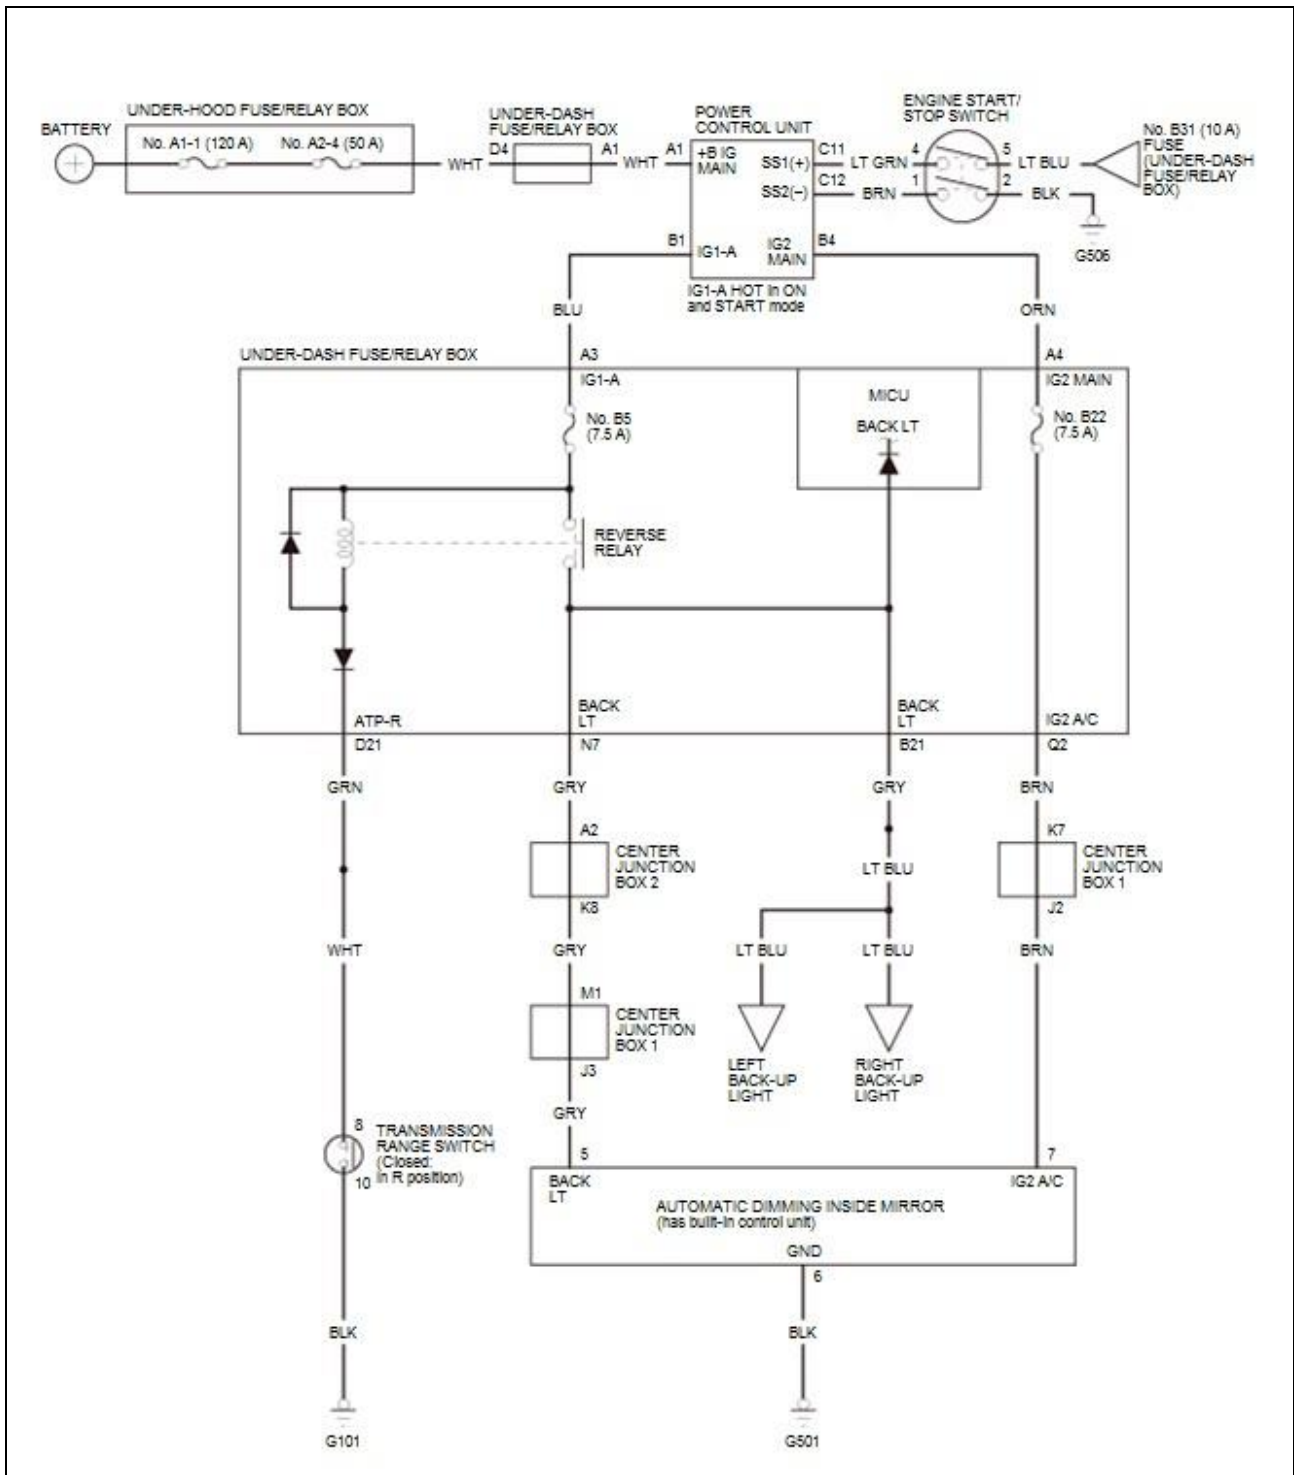 UNDER-HOOD FUSE/RELAY BOX
BATTERY
No. A1-1 (120 A)
No. A2-4 (50 A)
WHT
UNDER-DASH
FUSE/RELAY BOX
D4
A1
WHT
A1
POWER
CONTROL UNIT
+B IG
MAIN
SS1(+)
SS2(–)
C11
C12
LT GRN
BRN
ENGINE START/
STOP SWITCH
4
5
1
2
LT BLU
BLK
No. B31 (10 A)
FUSE
(UNDER-DASH
FUSE/RELAY
BOX)
G506
B1
IG1-A
IG2
MAIN
B4
IG1-A HOT in ON
and START mode
BLU
ORN
UNDER-DASH FUSE/RELAY BOX
A3
A4
IG1-A
IG2 MAIN
No. B5
(7.5 A)
MICU
BACK LT
No. B22
(7.5 A)
REVERSE
RELAY
ATP-R
BACK
LT
BACK
LT
IG2 A/C
D21
N7
B21
Q2
GRN
GRY
GRY
BRN
A2
CENTER
JUNCTION
BOX 2
K8
LT BLU
K7
CENTER
JUNCTION
BOX 1
J2
WHT
GRY
LT BLU
LT BLU
BRN
M1
CENTER
JUNCTION
BOX 1
J3
LEFT
BACK-UP
LIGHT
RIGHT
BACK-UP
LIGHT
GRY
8
TRANSMISSION
RANGE SWITCH
(Closed:
in R position)
10
5
7
BACK
LT
IG2 A/C
AUTOMATIC DIMMING INSIDE MIRROR
(has built-in control unit)
GND
6
BLK
BLK
G101
G501